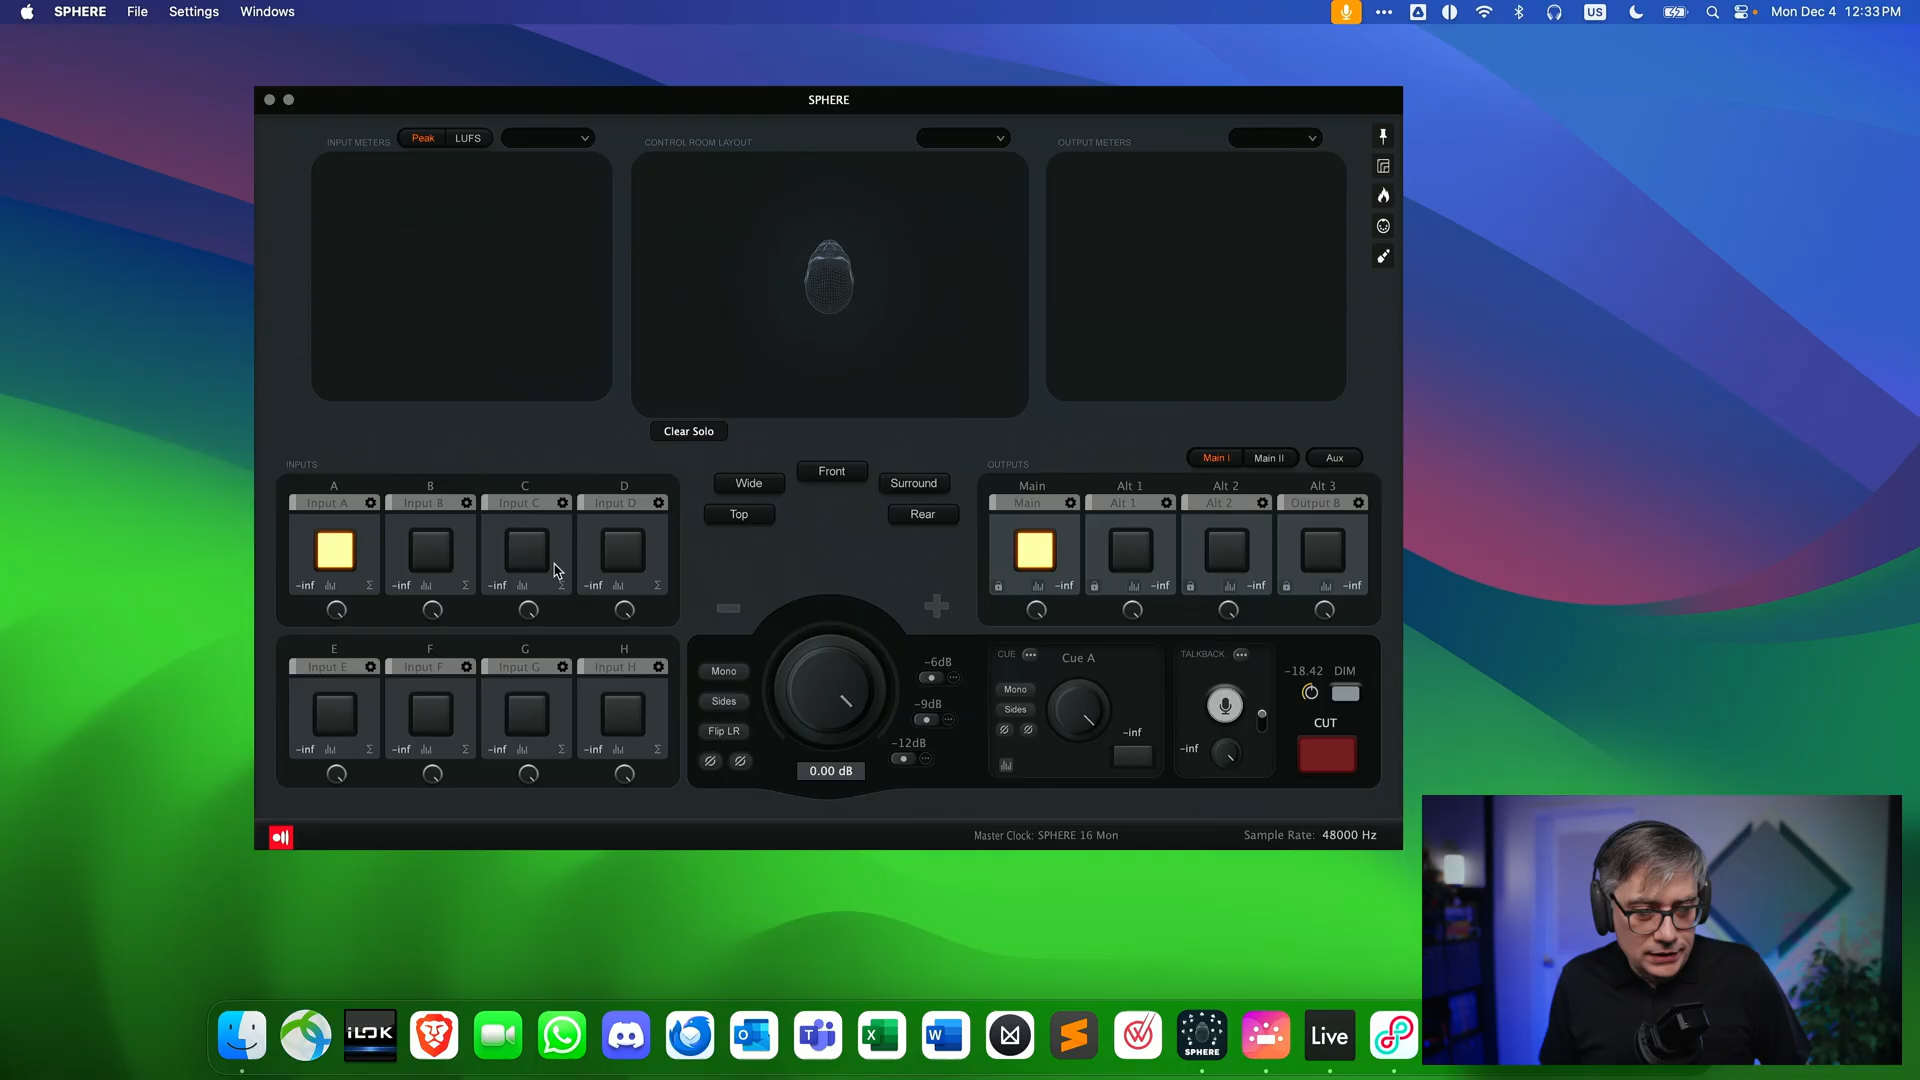 SPHERE File Settings Windows
US
Mon Dec 4 12:33 PM
SPHERE
INPUT METERS Peak LUFS
CONTROL ROOM LAYOUT
OUTPUT METERS
Clear Solo
Main I Main II Aux
INPUTS
OUTPUTS
Front
Wide
Surround
Top
Rear
A B C D
Input A Input B Input C Input D
-inf Σ -inf Σ -inf Σ -inf Σ
Main Alt 1 Alt 2 Alt 3
Main Alt 1 Alt 2 Output B
-inf -inf -inf -inf
E F G H
Input E Input F Input G Input H
-inf Σ -inf Σ -inf Σ -inf Σ
Mono
Sides
Flip LR
0.00 dB
-6dB
-9dB
-12dB
CUE Cue A
Mono
Sides
-inf
TALKBACK
-inf
-18.42 DIM
CUT
Master Clock: SPHERE 16 Mon
Sample Rate: 48000 Hz
iLOK
SPHERE
Live